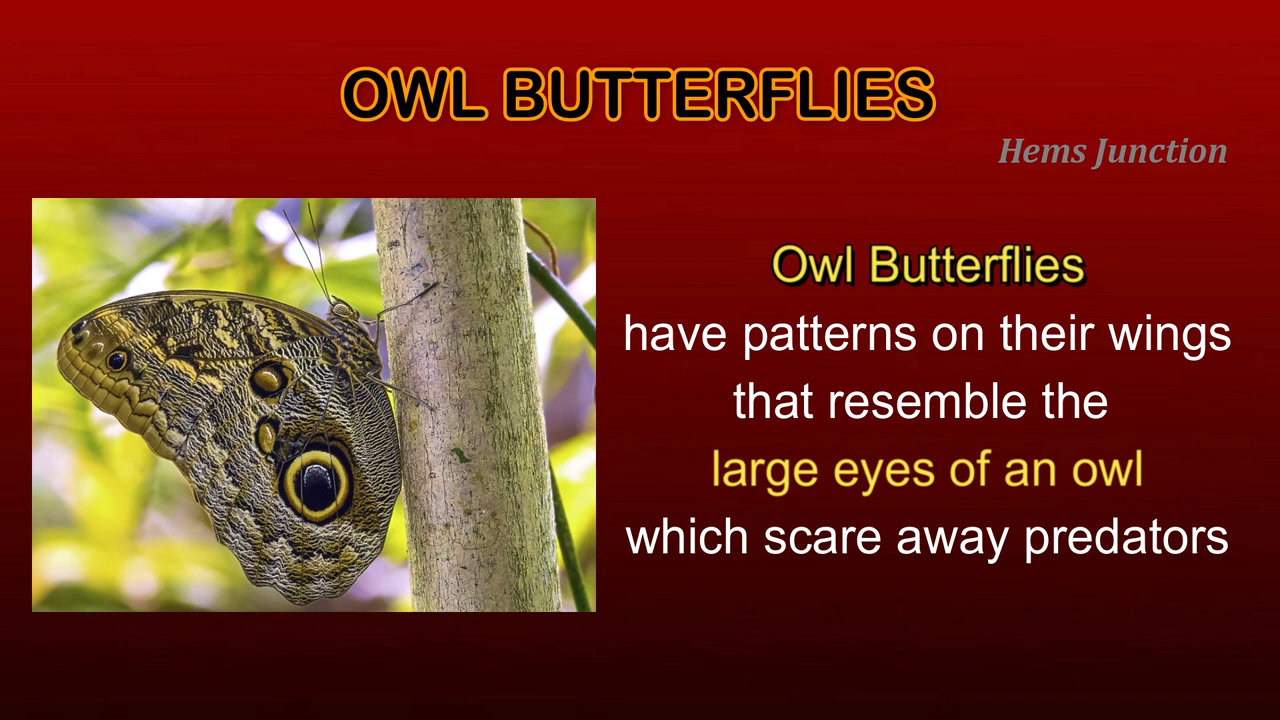 OWL BUTTERFLIES
Hems Junction
Owl Butterflies
have patterns on their wings
that resemble the
large eyes of an owl
which scare away predators